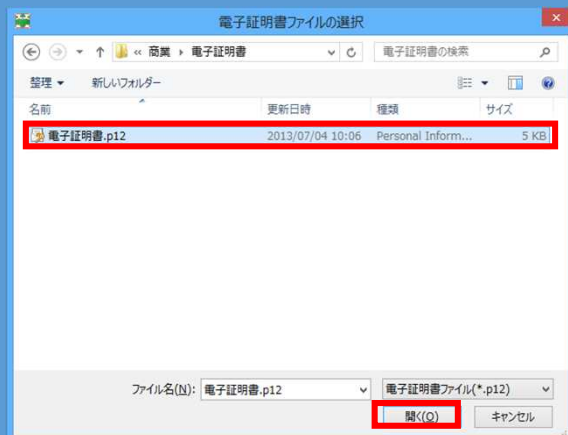 電子証明書ファイルの選択
« 商業 ▸ 電子証明書 電子証明書の検索
整理 ▼ 新しいフォルダー
名前 更新日時 種類 サイズ
電子証明書.p12 2013/07/04 10:06 Personal Inform... 5 KB
ファイル名(N): 電子証明書.p12 電子証明書ファイル(*.p12)
開く(O) キャンセル